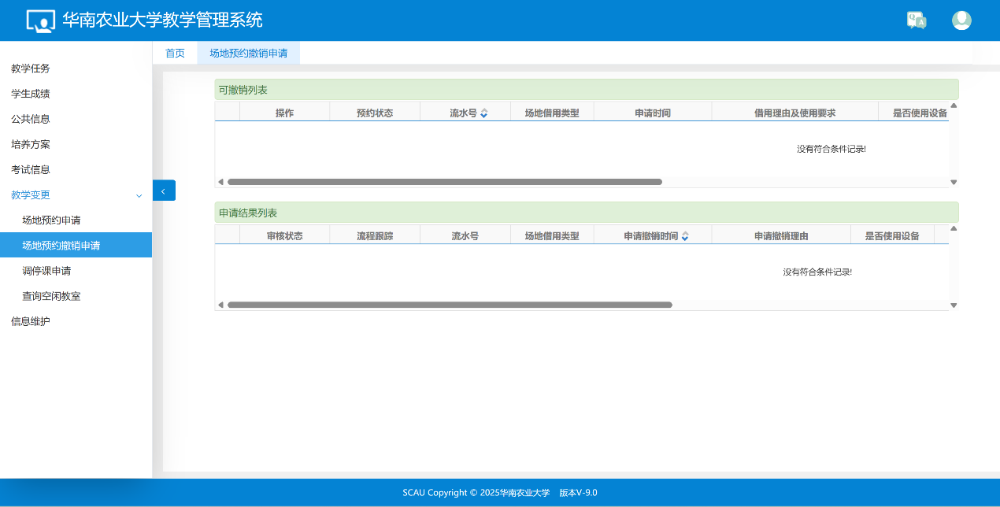 华南农业大学教学管理系统
首页 场地预约撤销申请
教学任务
学生成绩
公共信息
培养方案
考试信息
教学变更
场地预约申请
场地预约撤销申请
调停课申请
查询空闲教室
信息维护
可撤销列表
操作 预约状态 流水号 场地借用类型 申请时间 借用理由及使用要求 是否使用设备
没有符合条件记录!
申请结果列表
审核状态 流程跟踪 流水号 场地借用类型 申请撤销时间 申请撤销理由 是否使用设备
没有符合条件记录!
SCAU Copyright © 2025华南农业大学 版本V-9.0